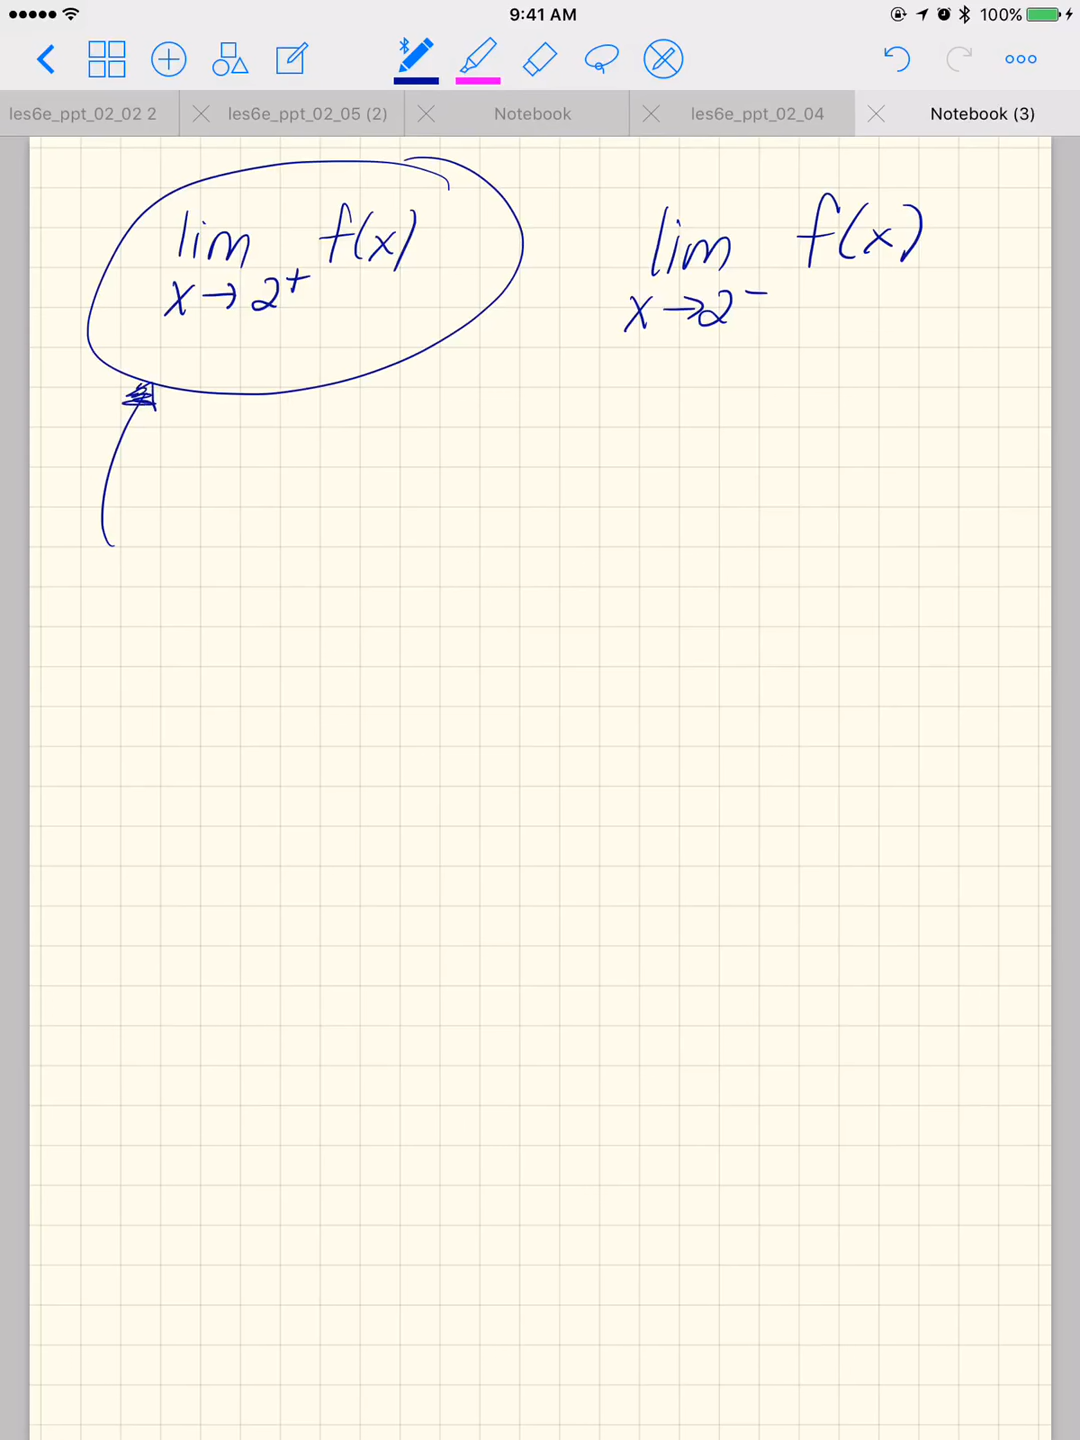 9:41 AM 100%
les6e_ppt_02_02 2 les6e_ppt_02_05 (2) Notebook les6e_ppt_02_04 Notebook (3)
lim f(x) lim f(x)
x→2⁺ x→2⁻